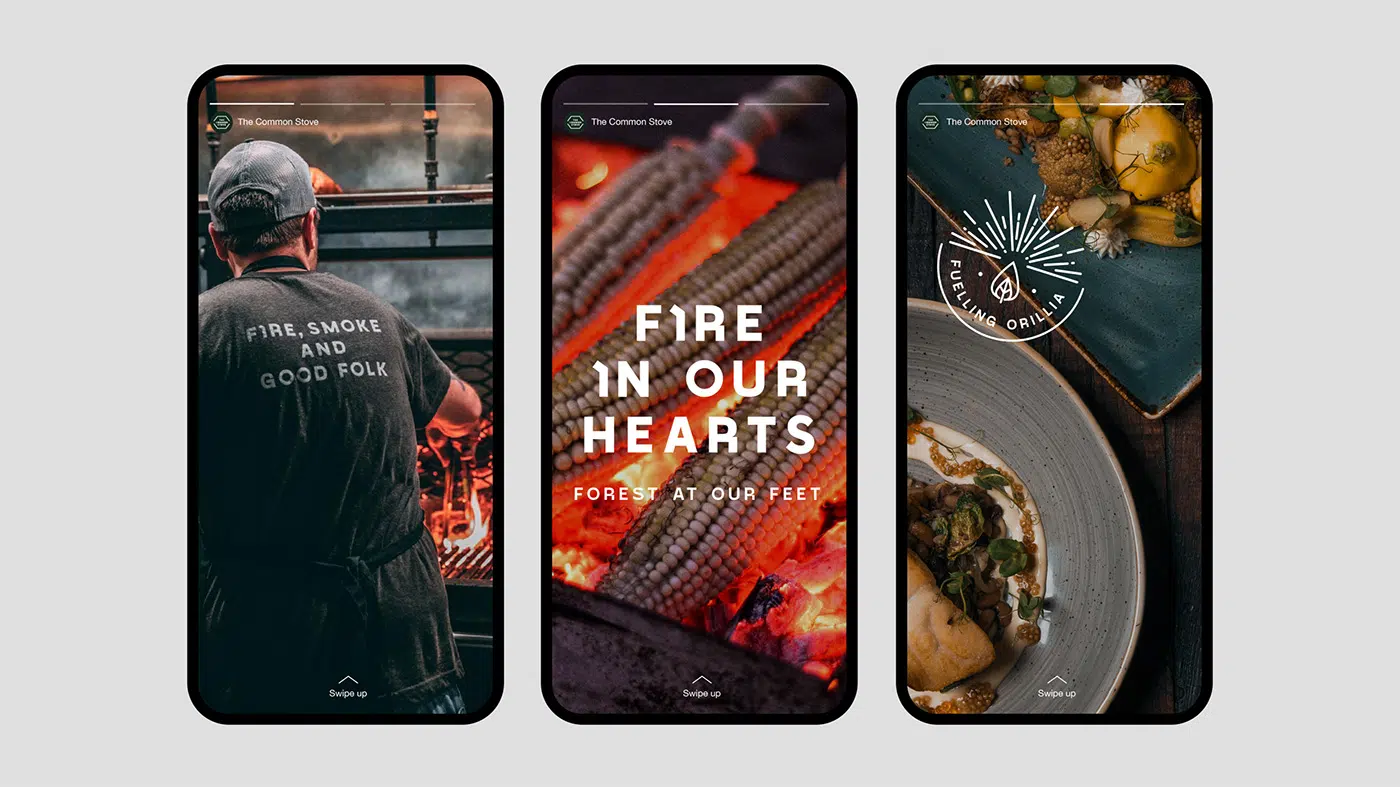 The Common Stove
FIRE, SMOKE
AND
GOOD FOLK
Swipe up
The Common Stove
FIRE
IN OUR
HEARTS
FOREST AT OUR FEET
Swipe up
The Common Stove
FUELLING ORILLIA
Swipe up